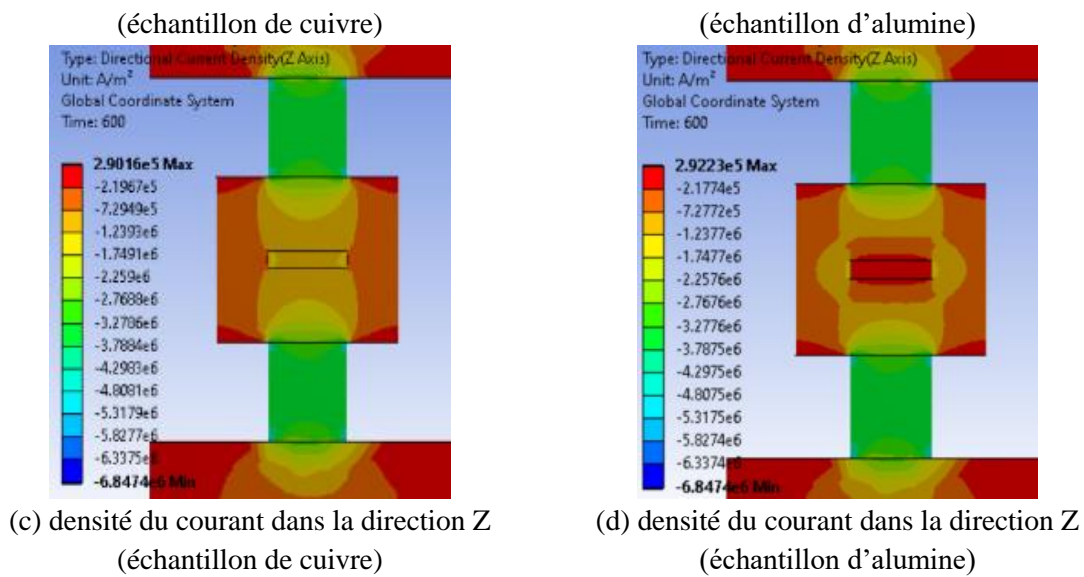 (échantillon de cuivre)
(échantillon d'alumine)
Type: Directional Current Density(Z Axis)
Unit: A/m²
Global Coordinate System
Time: 600
2.9016e5 Max
-2.1967e5
-7.2949e5
-1.2393e6
-1.7491e6
-2.259e6
-2.7688e6
-3.2786e6
-3.7884e6
-4.2983e6
-4.8081e6
-5.3179e6
-5.8277e6
-6.3375e6
-6.8474e6 Min
Type: Directional Current Density(Z Axis)
Unit: A/m²
Global Coordinate System
Time: 600
2.9223e5 Max
-2.1774e5
-7.2772e5
-1.2377e6
-1.7477e6
-2.2576e6
-2.7676e6
-3.2776e6
-3.7875e6
-4.2975e6
-4.8075e6
-5.3175e6
-5.8274e6
-6.3374e6
-6.8474e6 Min
(c) densité du courant dans la direction Z
(échantillon de cuivre)
(d) densité du courant dans la direction Z
(échantillon d'alumine)